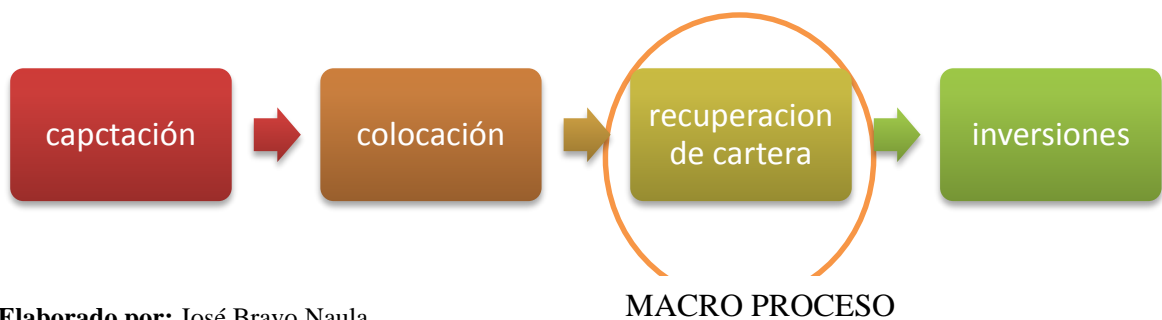 capctación
colocación
recuperacion
de cartera
inversiones
MACRO PROCESO
Elaborado por: José Bravo Naula